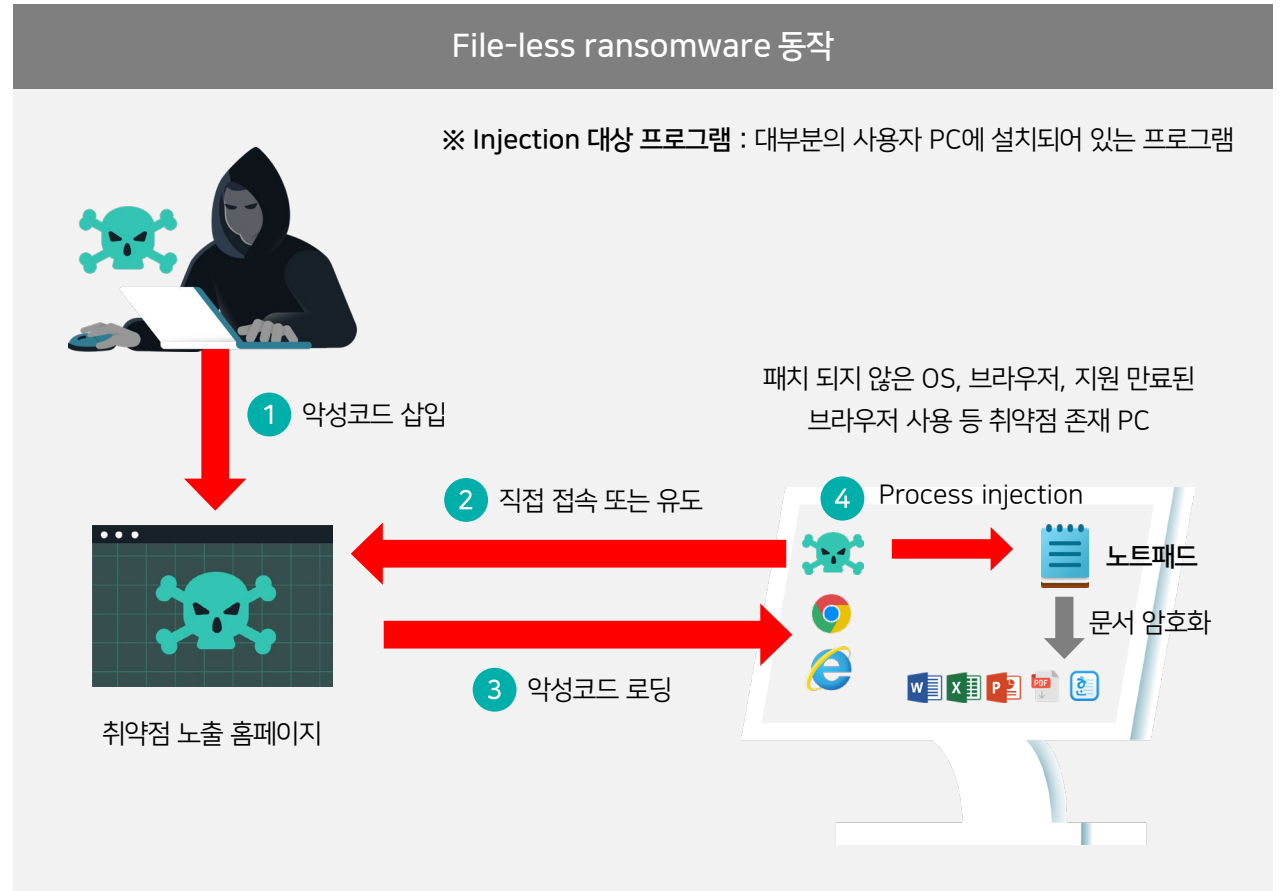 File-less ransomware 동작
※ Injection 대상 프로그램 : 대부분의 사용자 PC에 설치되어 있는 프로그램
1 악성코드 삽입
패치 되지 않은 OS, 브라우저, 지원 만료된
브라우저 사용 등 취약점 존재 PC
2 직접 접속 또는 유도
4 Process injection
노트패드
문서 암호화
3 악성코드 로딩
W X P PDF 한
취약점 노출 홈페이지